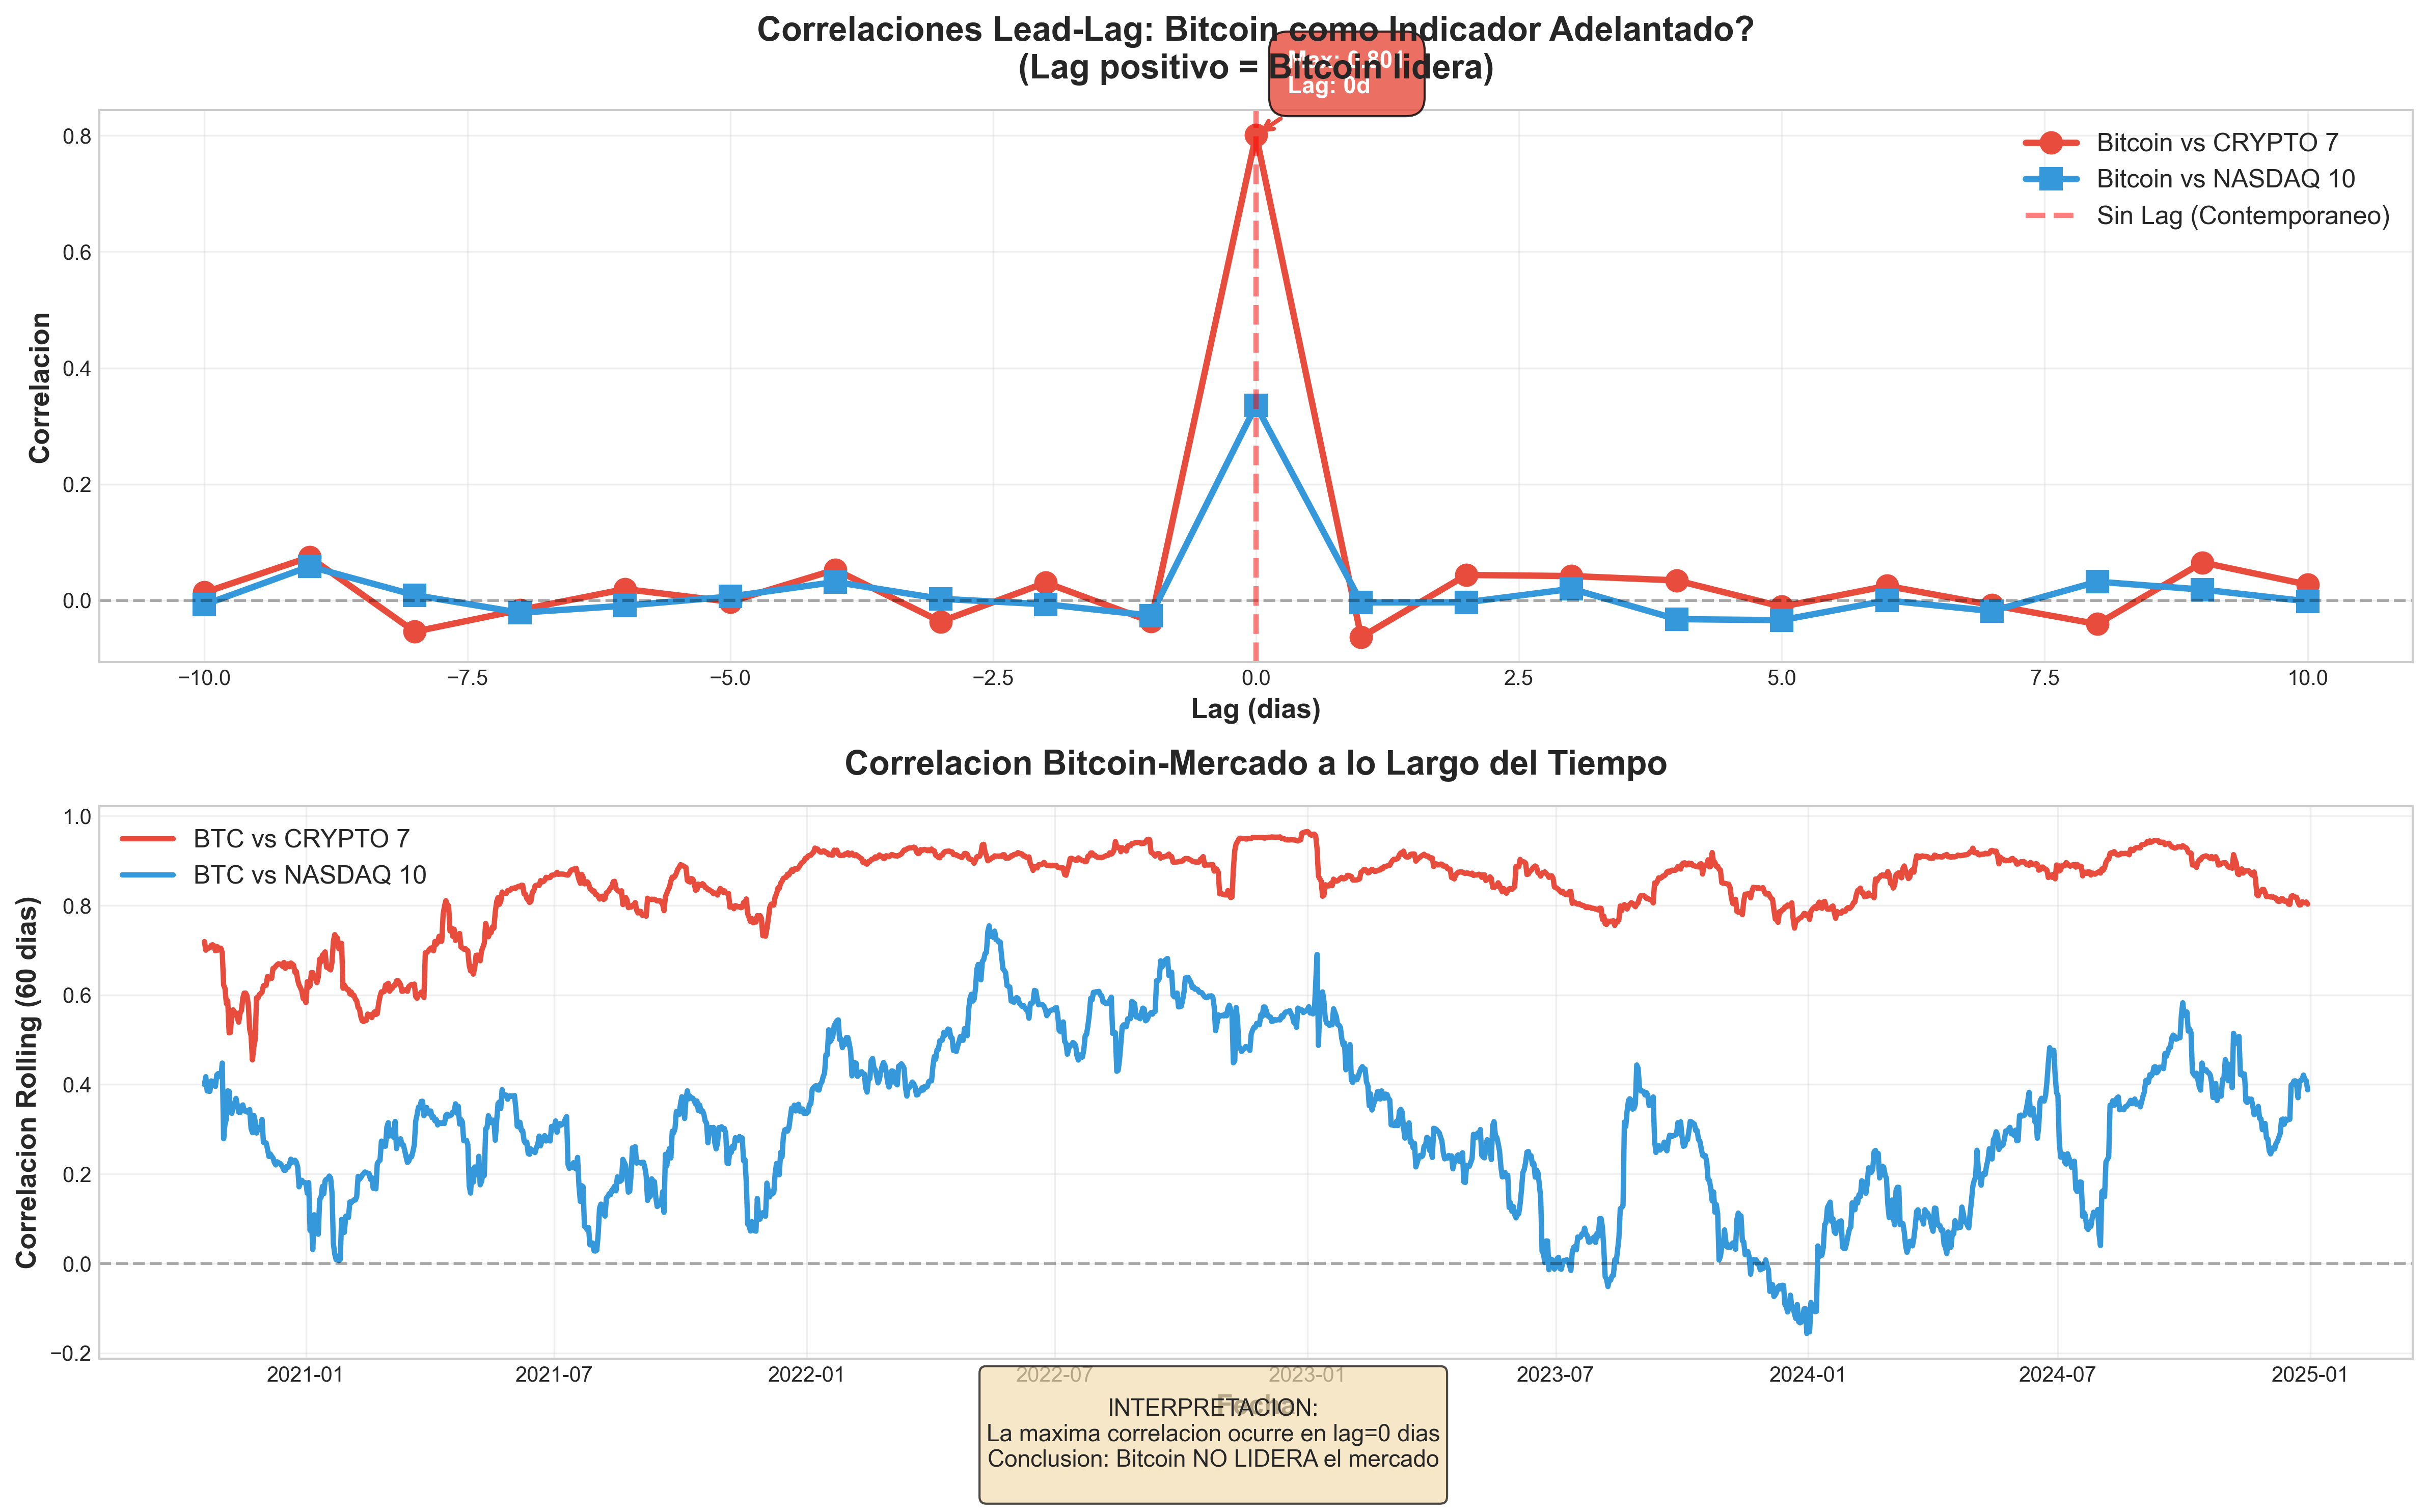 Correlaciones Lead-Lag: Bitcoin como Indicador Adelantado?
(Lag positivo = Bitcoin lidera)
Max: 0.801
Lag: 0d
Correlacion
0.8
0.6
0.4
0.2
0.0
Bitcoin vs CRYPTO 7
Bitcoin vs NASDAQ 10
Sin Lag (Contemporaneo)
−10.0 −7.5 −5.0 −2.5 0.0 2.5 5.0 7.5 10.0
Lag (dias)
Correlacion Bitcoin-Mercado a lo Largo del Tiempo
Correlacion Rolling (60 dias)
1.0
0.8
0.6
0.4
0.2
0.0
−0.2
BTC vs CRYPTO 7
BTC vs NASDAQ 10
2021-01 2021-07 2022-01 2022-07 2023-01 2023-07 2024-01 2024-07 2025-01
Fecha
INTERPRETACION:
La maxima correlacion ocurre en lag=0 dias
Conclusion: Bitcoin NO LIDERA el mercado